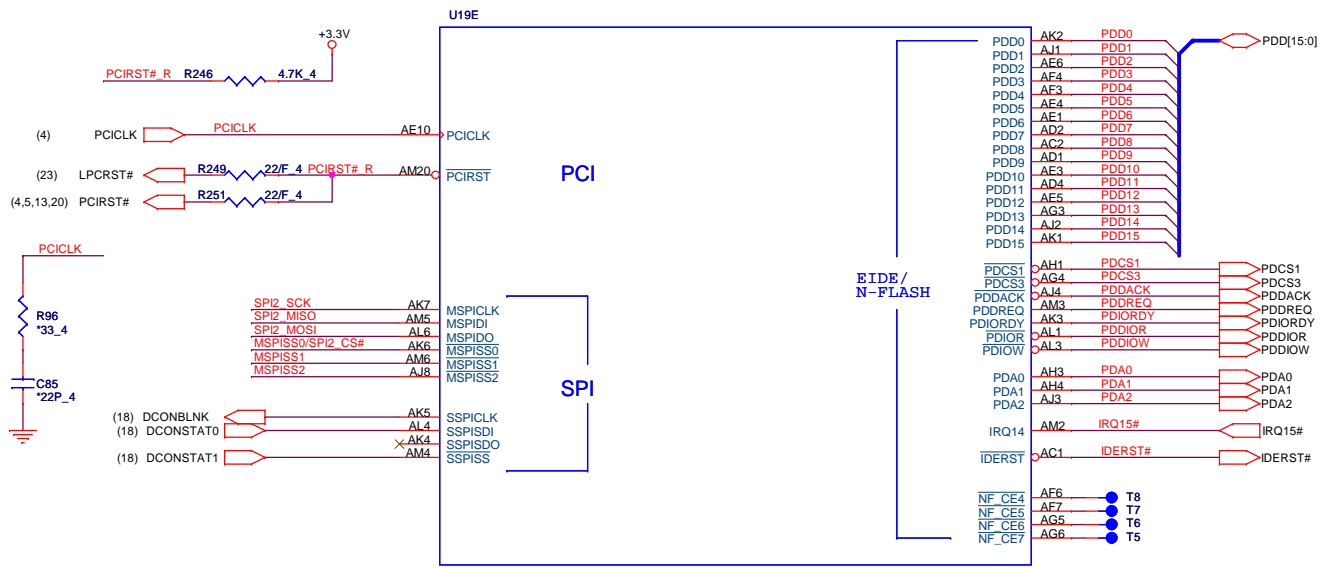 U19E
+3.3V
PCIRST#_R R246 4.7K_4
(4) PCICLK PCICLK AE10 PCICLK
(23) LPCRST# R249 22/F_4 PCIRST#_R AM20 PCIRST
(4,5,13,20) PCIRST# R251 22/F_4
PCI
PCICLK
R96
*33_4
C85
*22P_4
SPI2_SCK AK7 MSPICLK
SPI2_MISO AM5 MSPIDI
SPI2_MOSI AL6 MSPIDO
MSPISS0/SPI2_CS# AK6 MSPISS0
MSPISS1 AM6 MSPISS1
MSPISS2 AJ8 MSPISS2
SPI
(18) DCONBLNK AK5 SSPICLK
(18) DCONSTAT0 AL4 SSPISDI
AK4 SSPISDO
(18) DCONSTAT1 AM4 SSPISS
EIDE/
N-FLASH
PDD0 AK2 PDD0 PDD[15:0]
PDD1 AJ1 PDD1
PDD2 AE6 PDD2
PDD3 AF4 PDD3
PDD4 AF3 PDD4
PDD5 AE4 PDD5
PDD6 AE1 PDD6
PDD7 AD2 PDD7
PDD8 AC2 PDD8
PDD9 AD1 PDD9
PDD10 AE3 PDD10
PDD11 AD4 PDD11
PDD12 AE5 PDD12
PDD13 AG3 PDD13
PDD14 AJ2 PDD14
PDD15 AK1 PDD15
PDCS1 AH1 PDCS1 PDCS1
PDCS3 AG4 PDCS3 PDCS3
PDDACK AJ4 PDDACK PDDACK
PDDREQ AM3 PDDREQ PDDREQ
PDIORDY AK3 PDIORDY PDIORDY
PDIOR AL1 PDDIOR PDDIOR
PDIOW AL3 PDDIOW PDDIOW
PDA0 AH3 PDA0 PDA0
PDA1 AH4 PDA1 PDA1
PDA2 AJ3 PDA2 PDA2
IRQ14 AM2 IRQ15# IRQ15#
IDERST AC1 IDERST# IDERST#
NF_CE4 AF6 T8
NF_CE5 AF7 T7
NF_CE6 AG5 T6
NF_CE7 AG6 T5